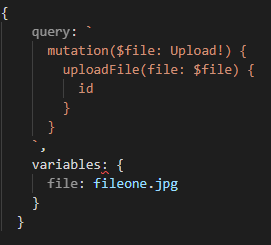 {
query: `
mutation($file: Upload!) {
uploadFile(file: $file) {
id
}
}
`,
variables: {
file: fileone.jpg
}
}